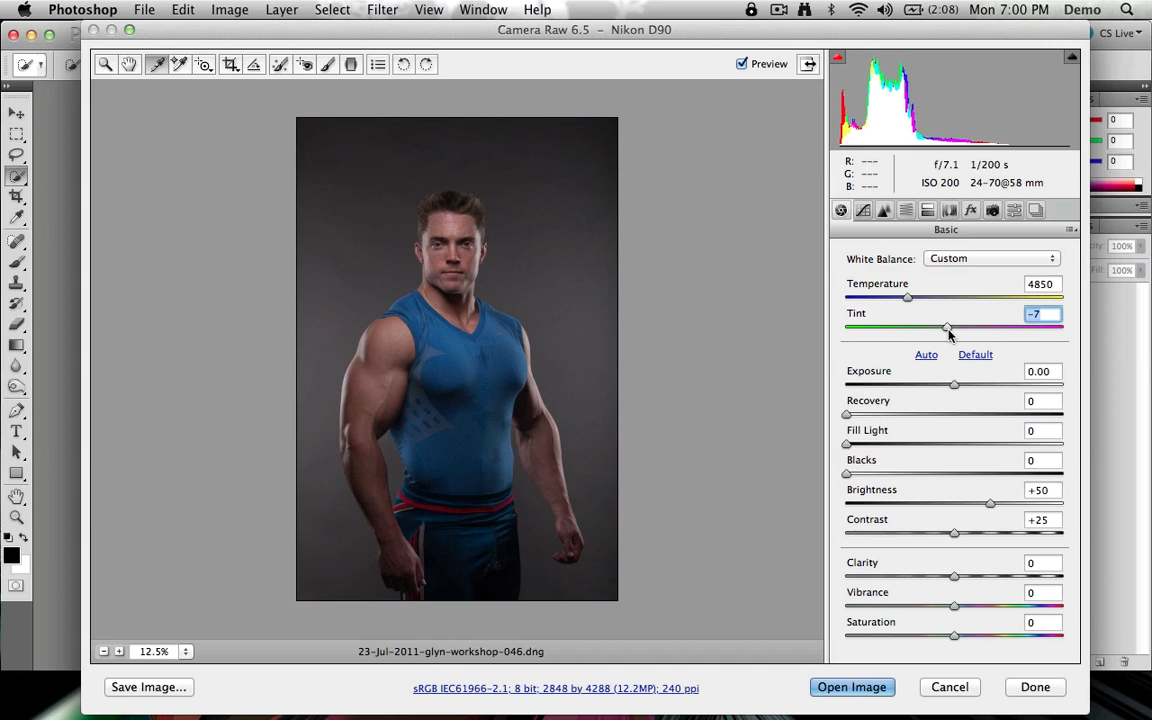 Photoshop File Edit Image Layer Select Filter View Window Help (2:08) Mon 7:00 PM Demo
Camera Raw 6.5 – Nikon D90
CS Live
Preview
R: ---
G: ---
B: ---
f/7.1 1/200 s
ISO 200 24-70@58 mm
0
0
0
Basic
White Balance: Custom
Temperature 4850
Tint -7
Auto Default
Exposure 0.00
Recovery 0
Fill Light 0
Blacks 0
Brightness +50
Contrast +25
Clarity 0
Vibrance 0
Saturation 0
100%
100%
12.5%
23-Jul-2011-glyn-workshop-046.dng
Save Image...
sRGB IEC61966-2.1; 8 bit; 2848 by 4288 (12.2MP); 240 ppi
Open Image
Cancel
Done